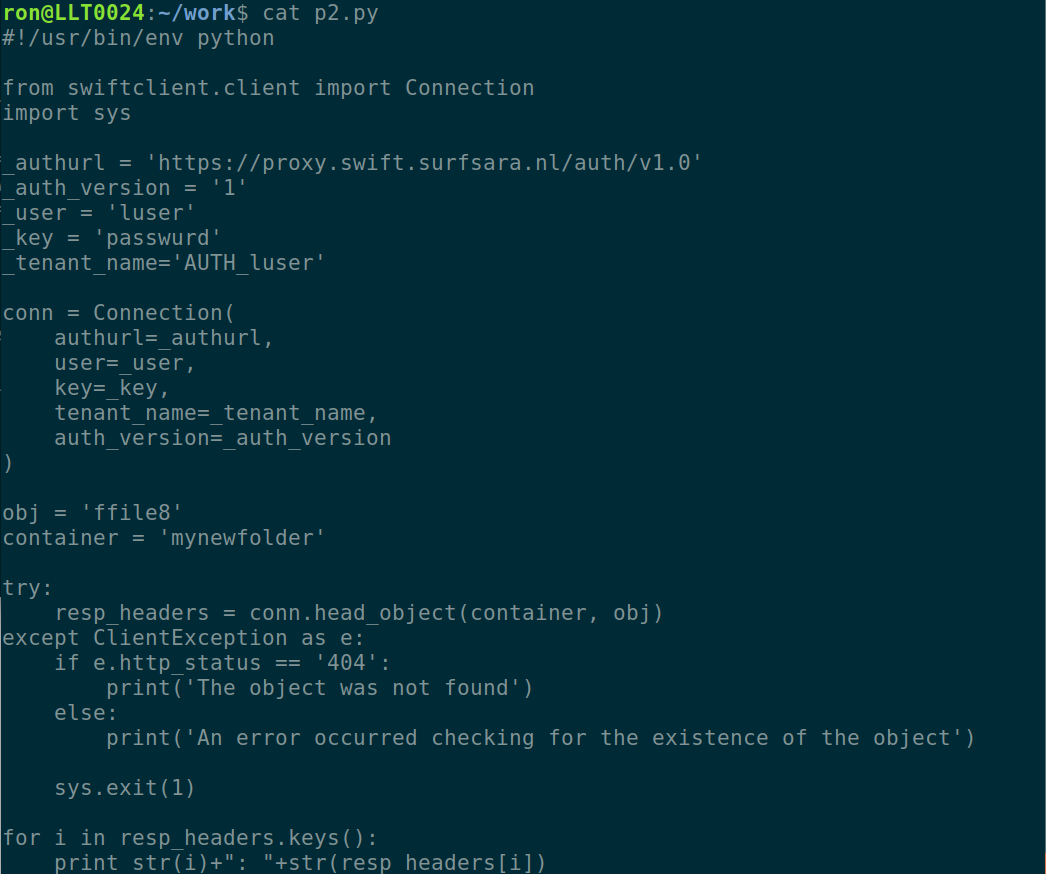 ron@LLT0024:~/work$ cat p2.py
#!/usr/bin/env python

from swiftclient.client import Connection
import sys

_authurl = 'https://proxy.swift.surfsara.nl/auth/v1.0'
_auth_version = '1'
_user = 'luser'
_key = 'passwurd'
_tenant_name='AUTH_luser'

conn = Connection(
    authurl=_authurl,
    user=_user,
    key=_key,
    tenant_name=_tenant_name,
    auth_version=_auth_version
)

obj = 'ffile8'
container = 'mynewfolder'

try:
    resp_headers = conn.head_object(container, obj)
except ClientException as e:
    if e.http_status == '404':
        print('The object was not found')
    else:
        print('An error occurred checking for the existence of the object')

    sys.exit(1)

for i in resp_headers.keys():
    print str(i)+": "+str(resp_headers[i])